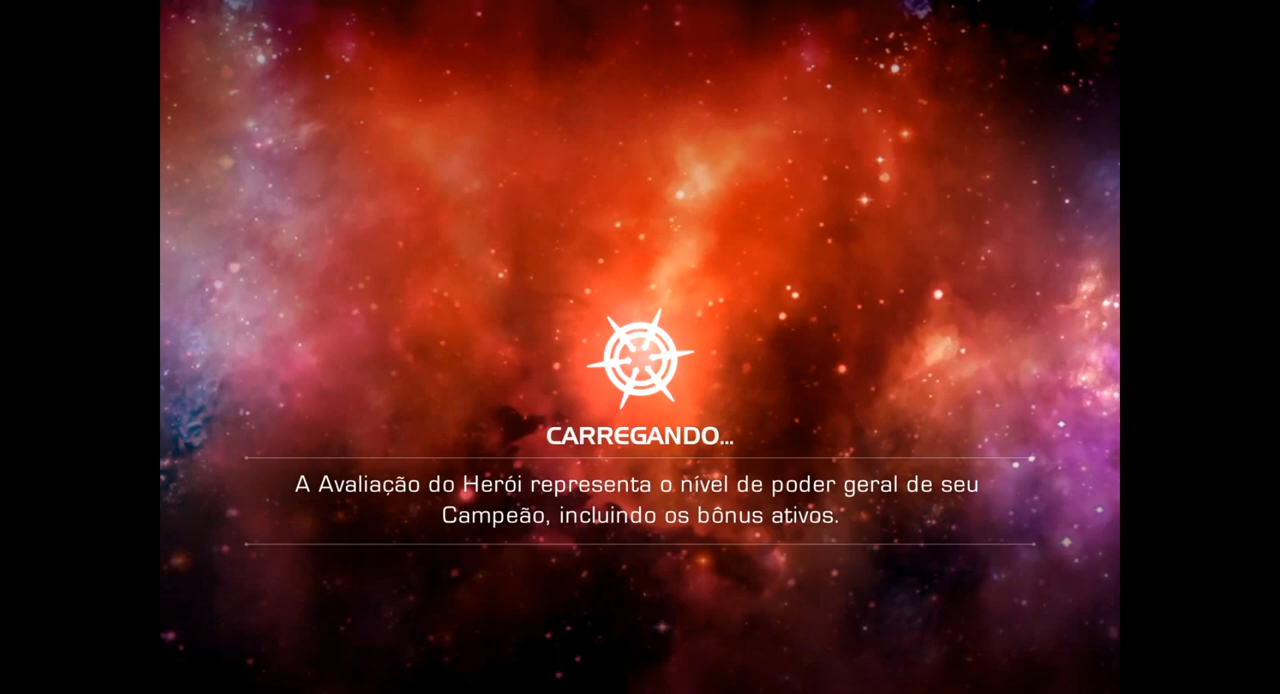 CARREGANDO...
A Avaliação do Herói representa o nível de poder geral de seu
Campeão, incluindo os bônus ativos.